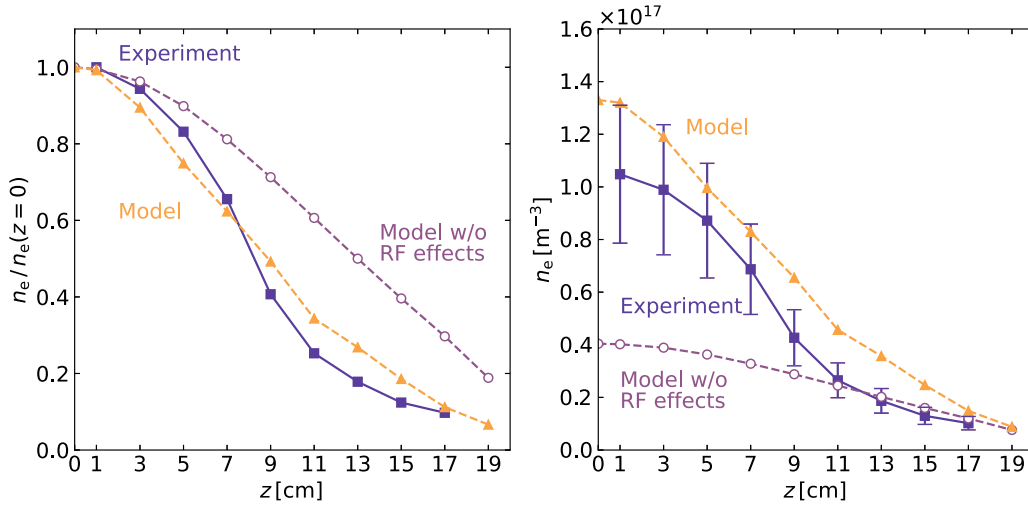 Experiment
Model
Model w/o
RF effects
n_e/n_e(z = 0)
1.0
0.8
0.6
0.4
0.2
0.0
0 1 3 5 7 9 11 13 15 17 19
z [cm]
×10^17
Model
Experiment
Model w/o
RF effects
n_e [m^−3]
1.6
1.4
1.2
1.0
0.8
0.6
0.4
0.2
0.0
0 1 3 5 7 9 11 13 15 17 19
z [cm]